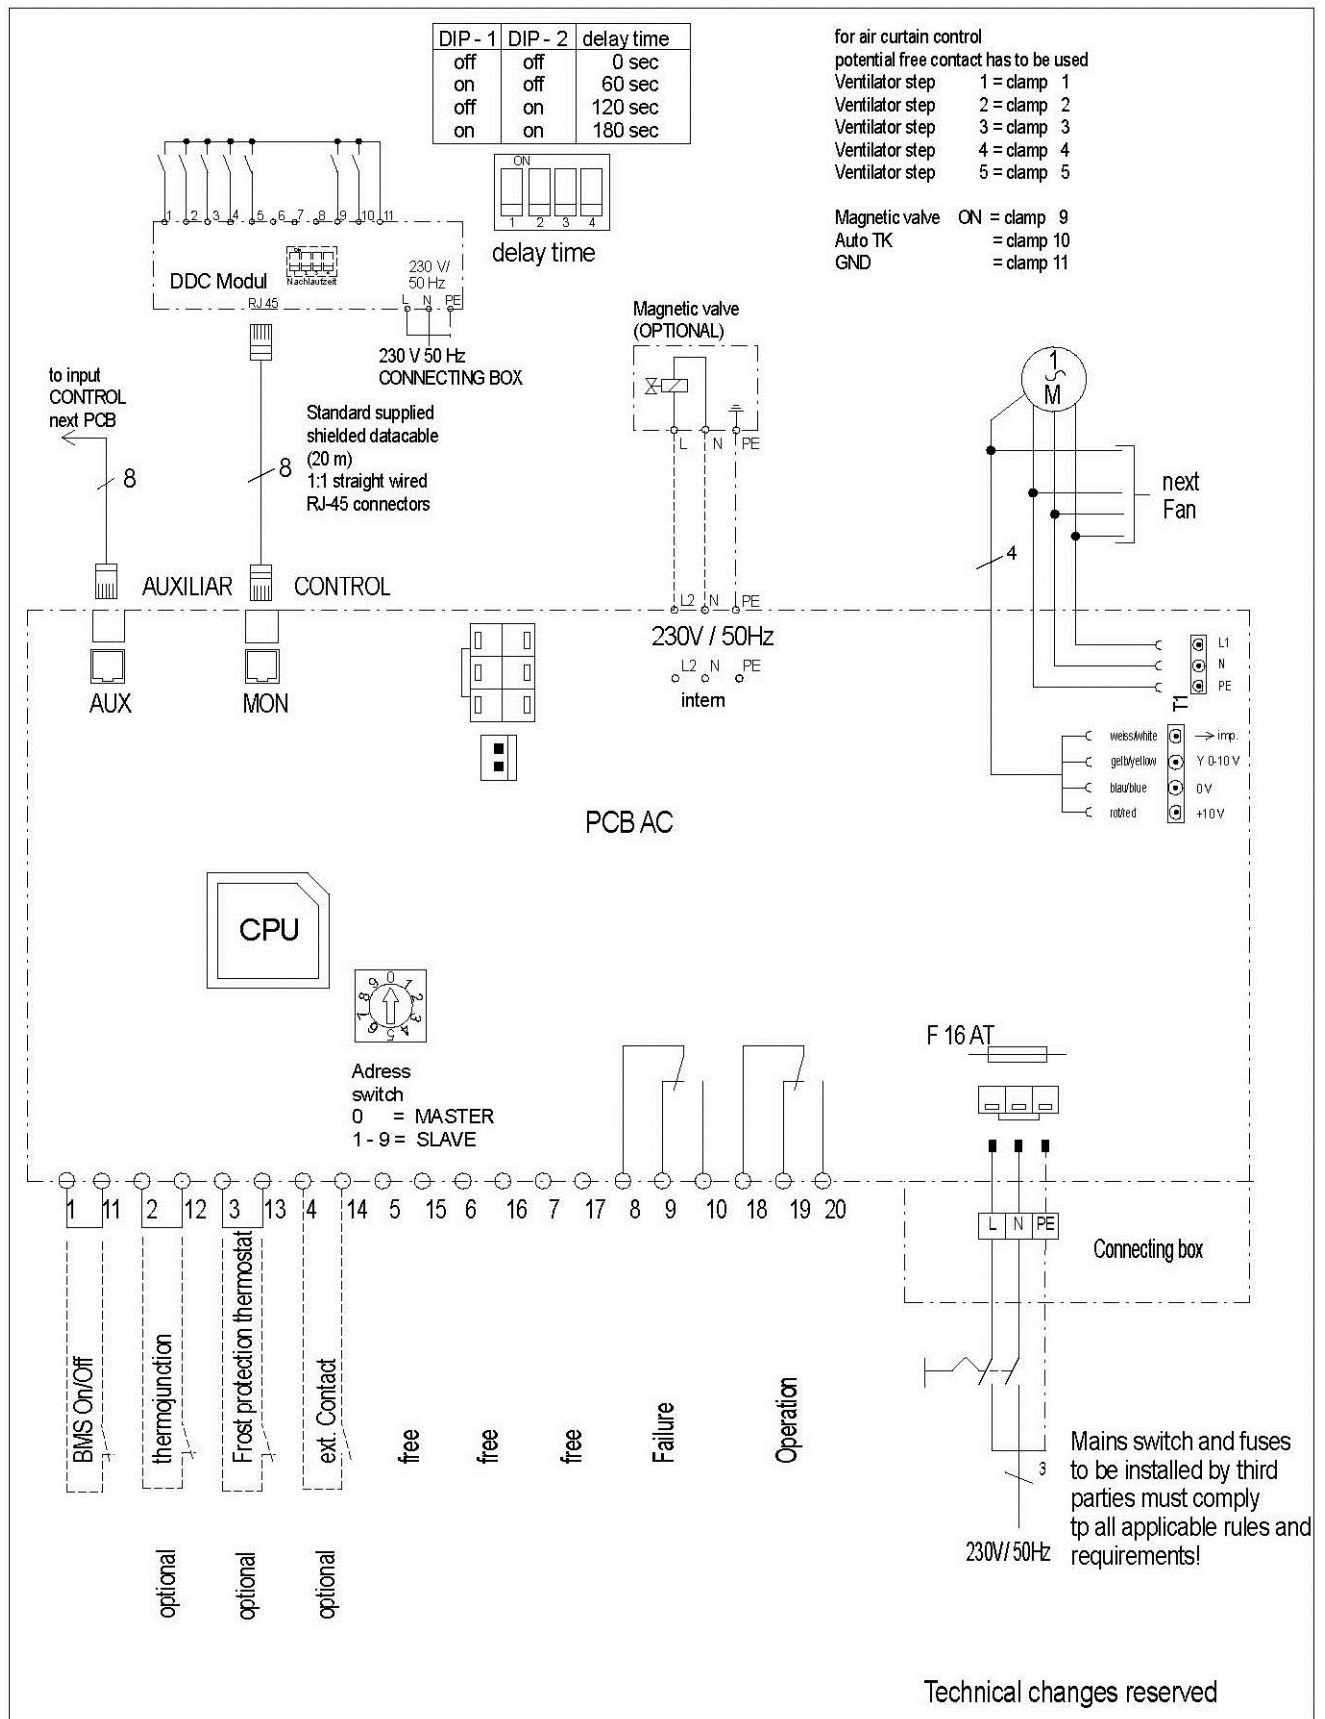 DIP - 1 DIP - 2 delay time
off off 0 sec
on off 60 sec
off on 120 sec
on on 180 sec
ON
1 2 3 4
delay time
for air curtain control
potential free contact has to be used
Ventilator step 1 = clamp 1
Ventilator step 2 = clamp 2
Ventilator step 3 = clamp 3
Ventilator step 4 = clamp 4
Ventilator step 5 = clamp 5
Magnetic valve ON = clamp 9
Auto TK = clamp 10
GND = clamp 11
1 2 3 4 5 6 7 8 9 10 11
DDC Modul
Nachlaufzeit
230 V/
50 Hz
RJ 45
L N PE
230 V 50 Hz
CONNECTING BOX
to input
CONTROL
next PCB
8
Standard supplied
shielded datacable
(20 m)
1:1 straight wired
RJ-45 connectors
8
Magnetic valve
(OPTIONAL)
L N PE
1
M
next
Fan
4
AUXILIAR CONTROL
L2 N PE
230V / 50Hz
L2 N PE
intern
AUX MON
L1
N
PE
T1
weiss/white imp.
gelb/yellow Y 0-10 V
blau/blue 0 V
rot/red +10 V
PCB AC
CPU
0 1 2 3 4 5 6 7 8 9
Adress
switch
0 = MASTER
1 - 9 = SLAVE
F 16 AT
1 11 2 12 3 13 4 14 5 15 6 16 7 17 8 9 10 18 19 20
L N PE
Connecting box
BMS On/Off
thermojunction
Frost protection thermostat
ext. Contact
free
free
free
Failure
Operation
optional
optional
optional
3
230V/ 50Hz
Mains switch and fuses
to be installed by third
parties must comply
tp all applicable rules and
requirements!
Technical changes reserved